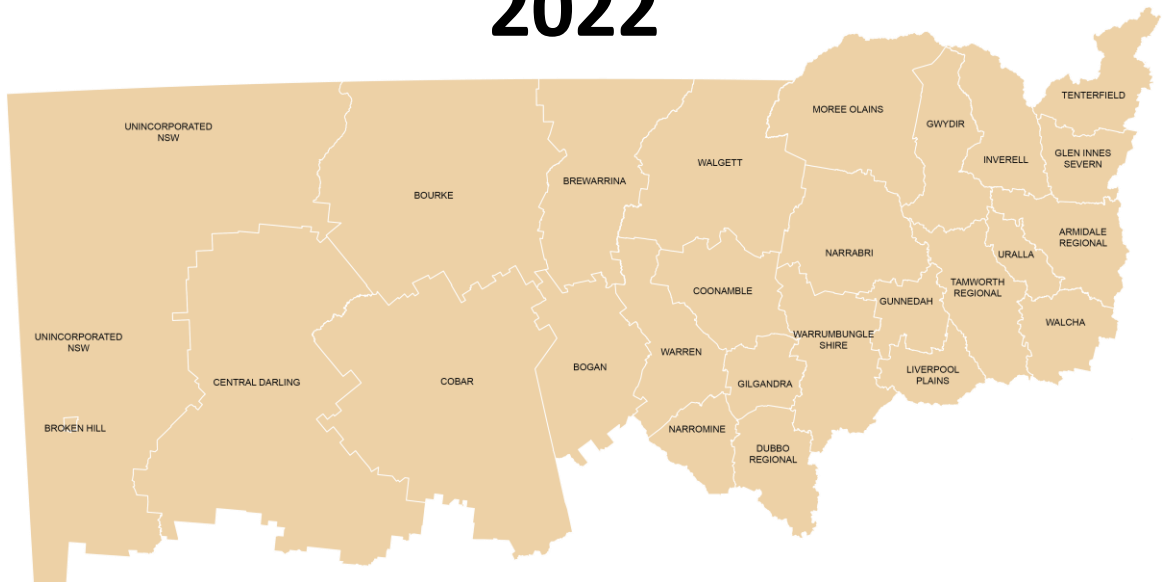 2022
UNINCORPORATED
NSW
BOURKE
BREWARRINA
WALGETT
MOREE OLAINS
GWYDIR
INVERELL
TENTERFIELD
GLEN INNES
SEVERN
ARMIDALE
REGIONAL
URALLA
NARRABRI
TAMWORTH
REGIONAL
GUNNEDAH
COONAMBLE
WALCHA
UNINCORPORATED
NSW
WARRUMBUNGLE
SHIRE
WARREN
BOGAN
LIVERPOOL
PLAINS
CENTRAL DARLING
COBAR
GILGANDRA
BROKEN HILL
NARROMINE
DUBBO
REGIONAL